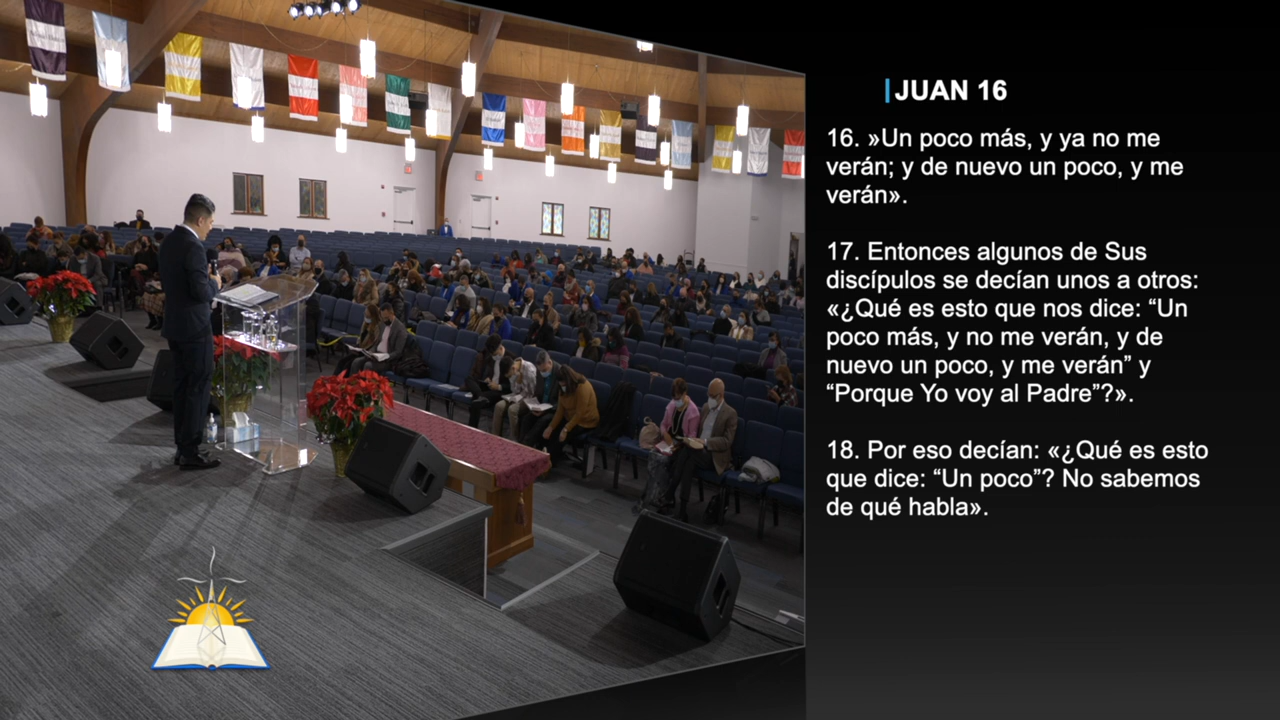 JUAN 16
16. »Un poco más, y ya no me
verán; y de nuevo un poco, y me
verán».
17. Entonces algunos de Sus
discípulos se decían unos a otros:
«¿Qué es esto que nos dice: “Un
poco más, y no me verán, y de
nuevo un poco, y me verán” y
“Porque Yo voy al Padre”?».
18. Por eso decían: «¿Qué es esto
que dice: “Un poco”? No sabemos
de qué habla».